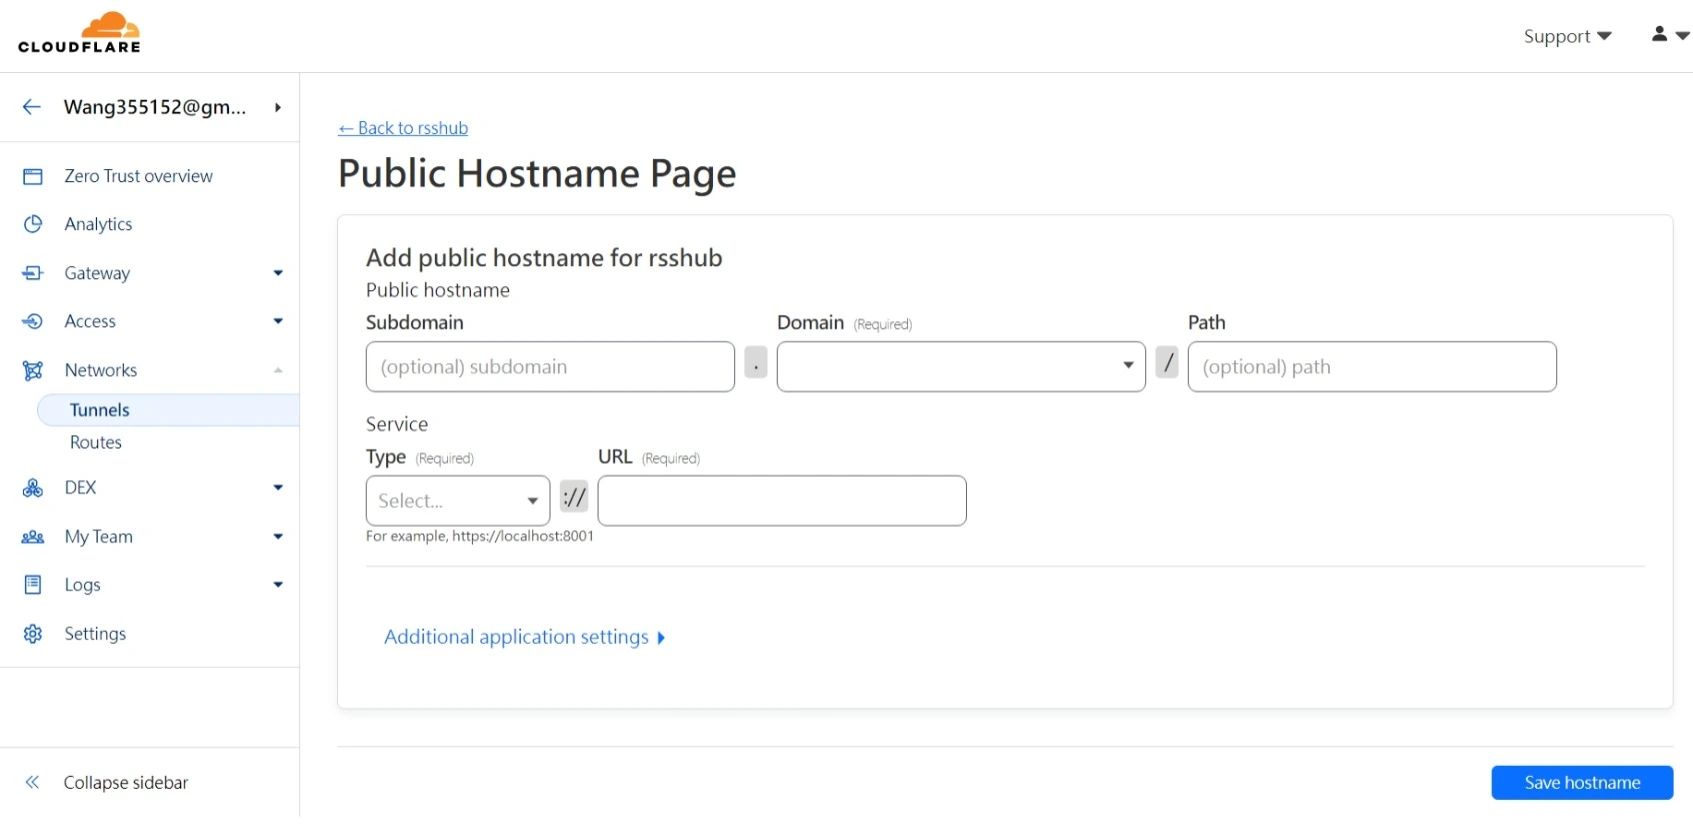 CLOUDFLARE
Support
Wang355152@gm...
Zero Trust overview
Analytics
Gateway
Access
Networks
Tunnels
Routes
DEX
My Team
Logs
Settings
Collapse sidebar
← Back to rsshub
Public Hostname Page
Add public hostname for rsshub
Public hostname
Subdomain Domain (Required) Path
(optional) subdomain . / (optional) path
Service
Type (Required) URL (Required)
Select... ://
For example, https://localhost:8001
Additional application settings
Save hostname